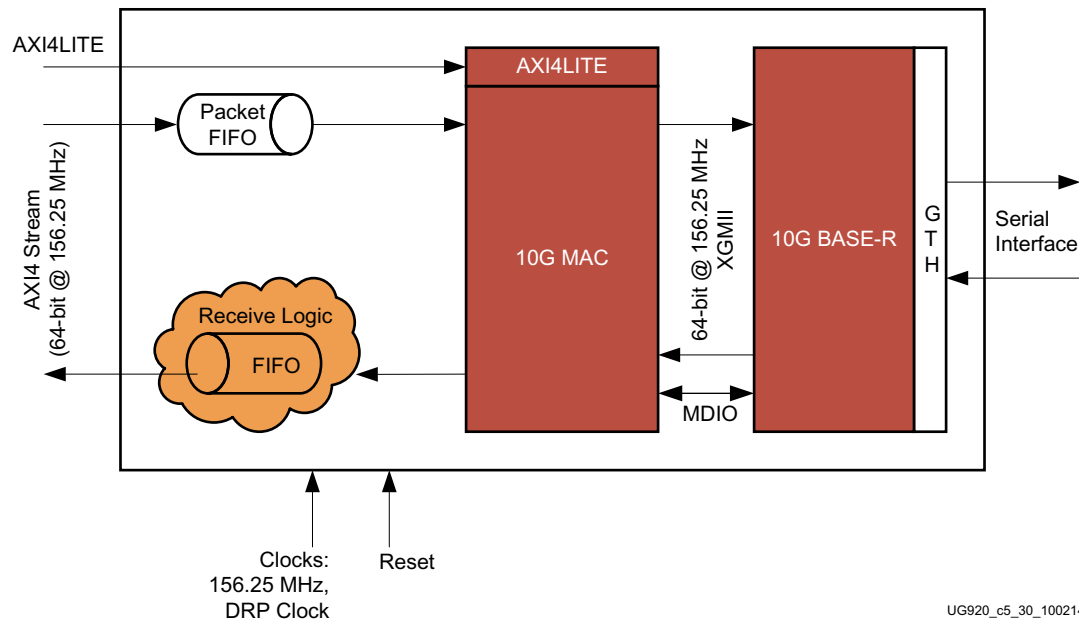 AXI4LITE
AXI4LITE
Packet
FIFO
AXI4 Stream
(64-bit @ 156.25 MHz)
10G MAC
64-bit @ 156.25 MHz
XGMII
10G BASE-R
G
T
H
Serial
Interface
Receive Logic
FIFO
MDIO
Clocks:
156.25 MHz,
DRP Clock
Reset
UG920_c5_30_100214